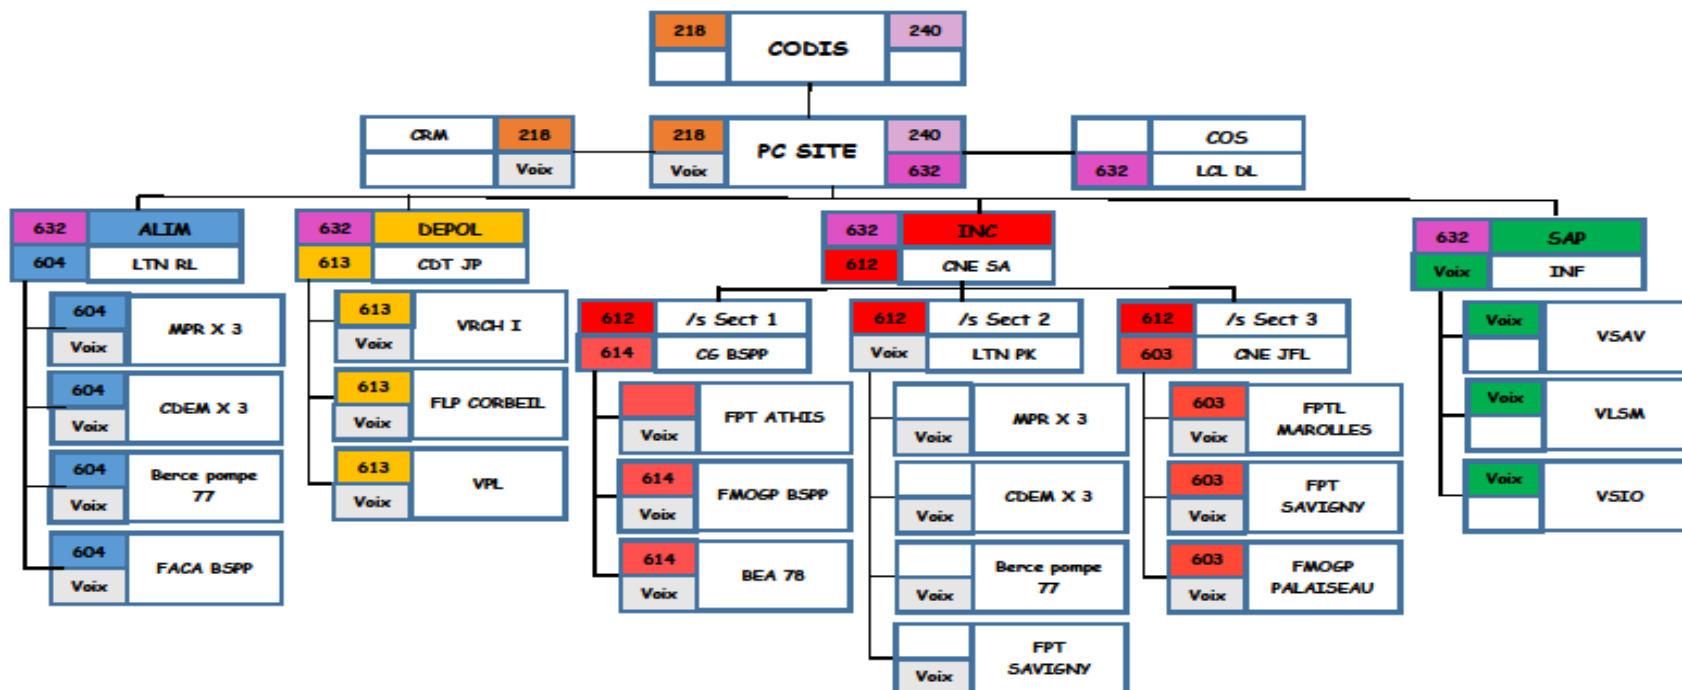 218 CODIS 240
CRM 218 Voix
218 Voix PC SITE 240 632
COS 632 LCL DL
632 ALIM
604 LTN RL
604 Voix MPR X 3
604 Voix CDEM X 3
604 Voix Berce pompe
77
604 Voix FACA BSPP
632 DEPOL
613 CDT JP
613 Voix VRCH I
613 Voix FLP CORBEIL
613 Voix VPL
632 INC
612 CNE SA
612 /s Sect 1
614 CG BSPP
Voix FPT ATHIS
614 Voix FMOGP BSPP
614 Voix BEA 78
612 /s Sect 2
Voix LTN PK
Voix MPR X 3
Voix CDEM X 3
Voix Berce pompe
77
Voix FPT
SAVIGNY
612 /s Sect 3
603 CNE JFL
603 Voix FPTL
MAROLLES
603 Voix FPT
SAVIGNY
603 Voix FMOGP
PALAISEAU
632 SAP
Voix INF
Voix VSAV
Voix VLSM
Voix VSIO